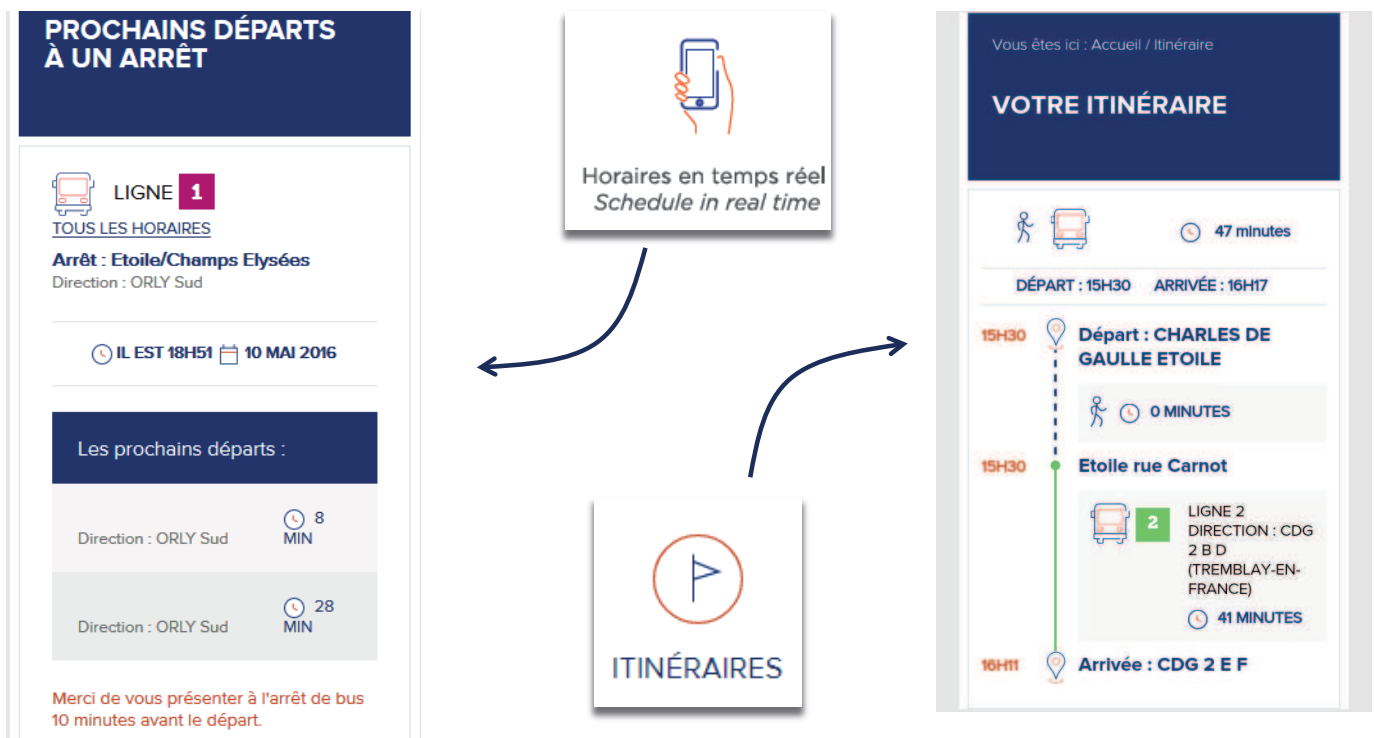 PROCHAINS DÉPARTS
À UN ARRÊT
LIGNE 1
TOUS LES HORAIRES
Arrêt : Etoile/Champs Elysées
Direction : ORLY Sud
IL EST 18H51 10 MAI 2016
Les prochains départs :
Direction : ORLY Sud 8
MIN
Direction : ORLY Sud 28
MIN
Merci de vous présenter à l'arrêt de bus
10 minutes avant le départ.
Horaires en temps réel
Schedule in real time
ITINÉRAIRES
Vous êtes ici : Accueil / Itinéraire
VOTRE ITINÉRAIRE
47 minutes
DÉPART : 15H30 ARRIVÉE : 16H17
15H30 Départ : CHARLES DE
GAULLE ETOILE
0 MINUTES
15H30 Etoile rue Carnot
2
LIGNE 2
DIRECTION : CDG
2 B D
(TREMBLAY-EN-
FRANCE)
41 MINUTES
16H11 Arrivée : CDG 2 E F